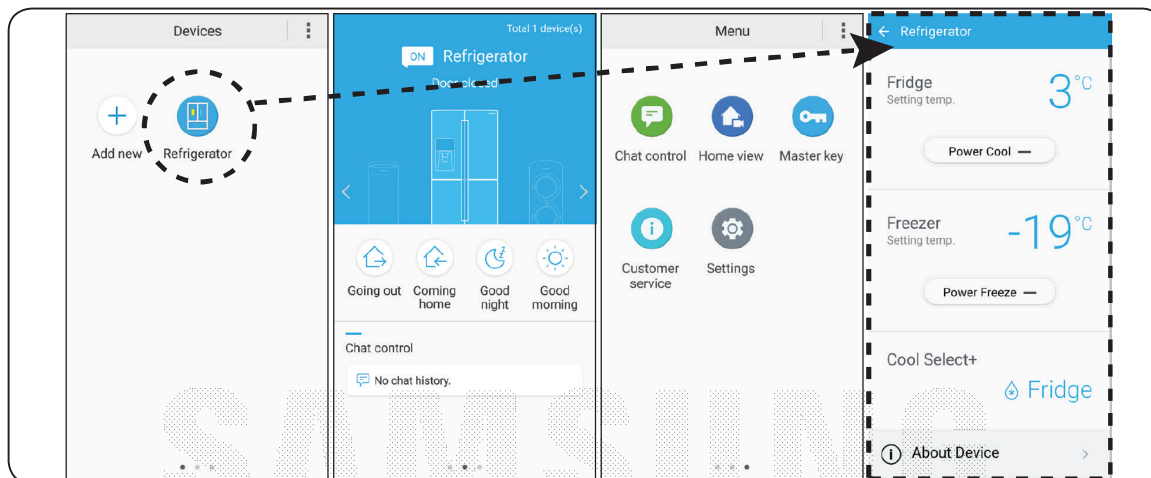 Devices
Add new
Refrigerator
Total 1 device(s)
ON Refrigerator
Door closed
Going out
Coming
home
Good
night
Good
morning
Chat control
No chat history.
Menu
Chat control
Home view
Master key
Customer
service
Settings
Refrigerator
Fridge
Setting temp.
3°C
Power Cool —
Freezer
Setting temp.
-19°C
Power Freeze —
Cool Select+
Fridge
About Device
SAMSUNG